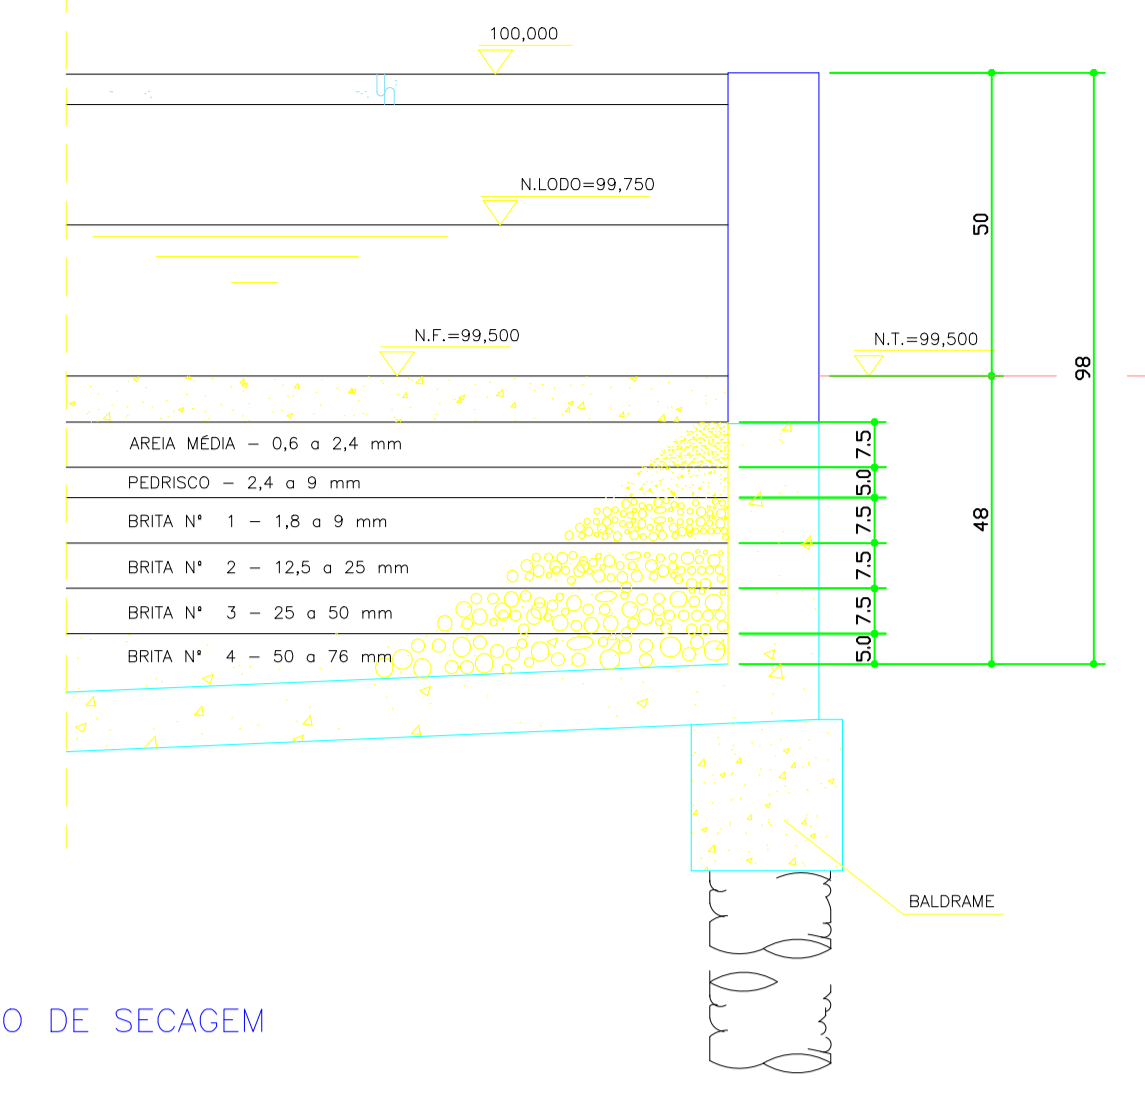 100,000
N.LODO=99,750
50
N.F.=99,500
N.T.=99,500
98
AREIA MÉDIA - 0,6 a 2,4 mm
7.5
PEDRISCO - 2,4 a 9 mm
5.0
BRITA Nº 1 - 1,8 a 9 mm
7.5
48
BRITA Nº 2 - 12,5 a 25 mm
7.5
BRITA Nº 3 - 25 a 50 mm
7.5
BRITA Nº 4 - 50 a 76 mm
5.0
BALDRAME
O DE SECAGEM